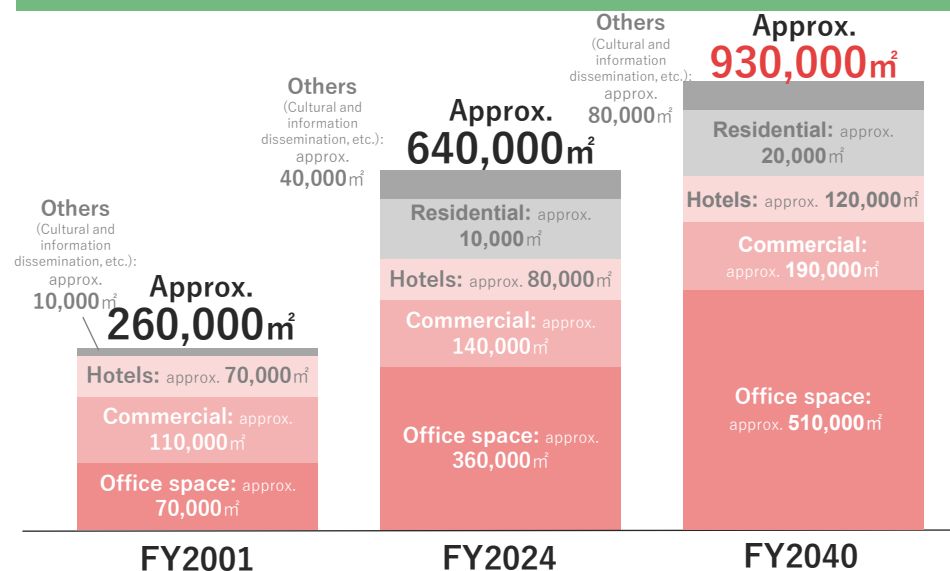 Others
(Cultural and
information
dissemination, etc.):
approx.
10,000㎡
Approx.
260,000㎡
Hotels: approx. 70,000㎡
Commercial: approx.
110,000㎡
Office space: approx.
70,000㎡
FY2001
Others
(Cultural and
information
dissemination, etc.):
approx.
40,000㎡
Approx.
640,000㎡
Residential: approx.
10,000㎡
Hotels: approx. 80,000㎡
Commercial: approx.
140,000㎡
Office space: approx.
360,000㎡
FY2024
Others
(Cultural and
information
dissemination, etc.):
approx.
80,000㎡
Approx.
930,000㎡
Residential: approx.
20,000㎡
Hotels: approx. 120,000㎡
Commercial:
approx. 190,000㎡
Office space:
approx. 510,000㎡
FY2040